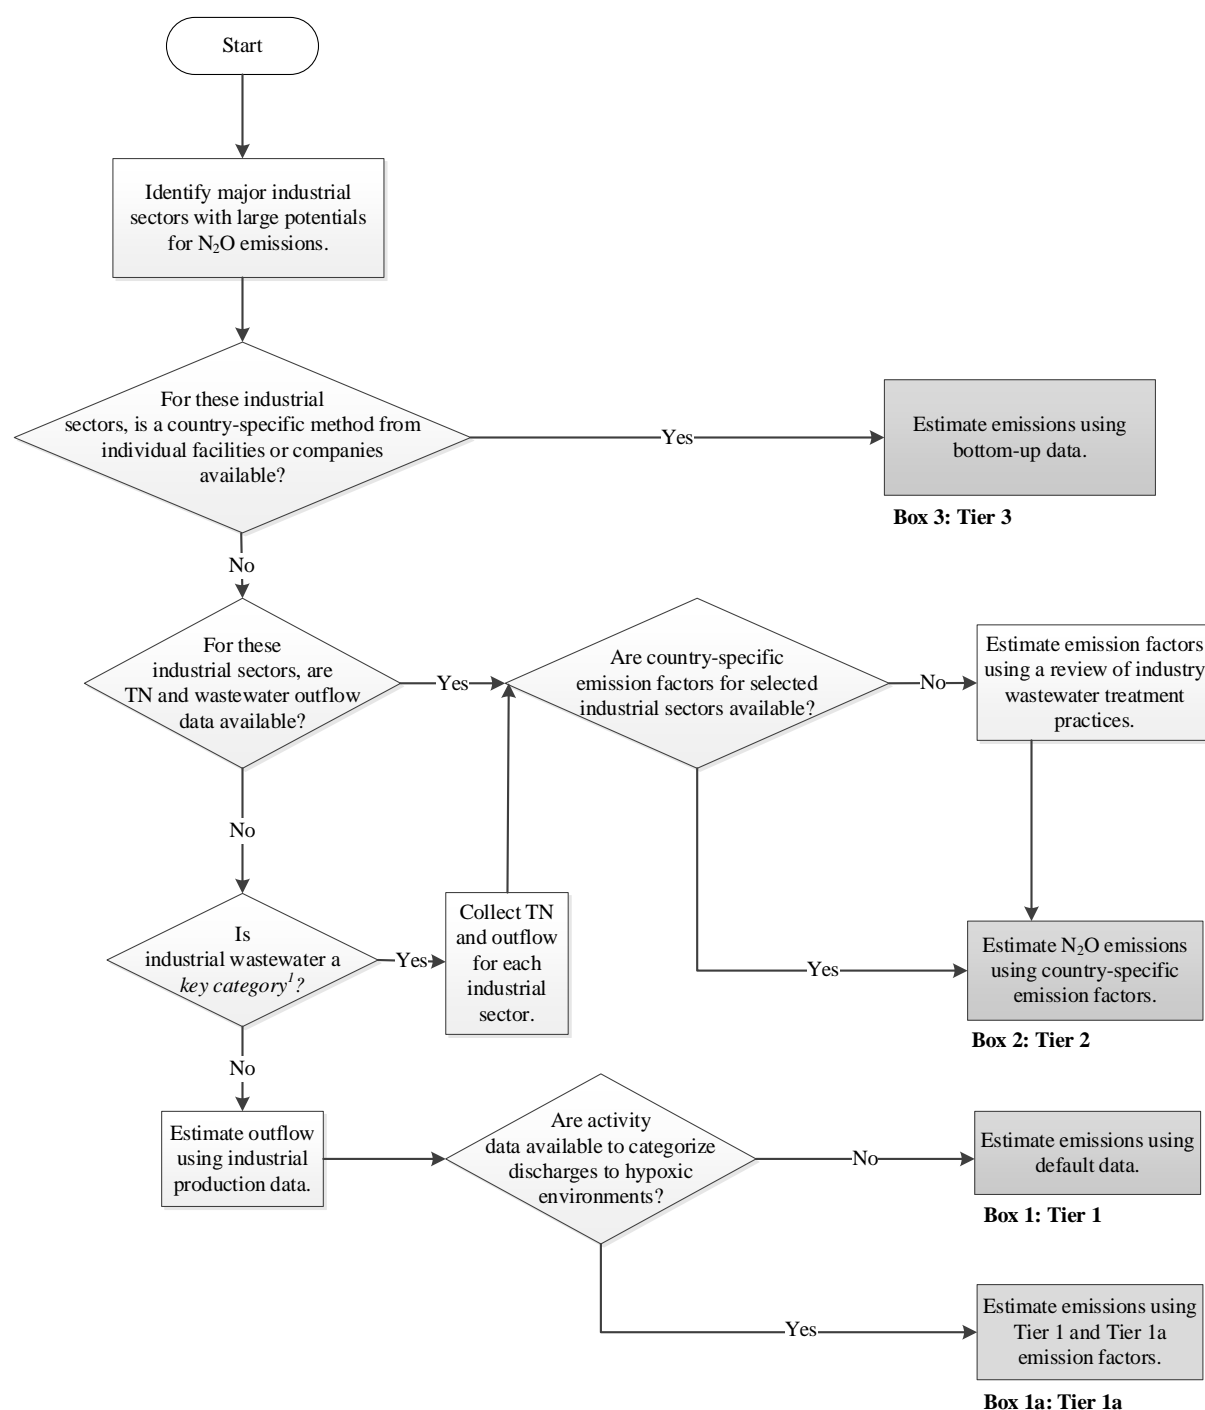 Start
Identify major industrial
sectors with large potentials
for N₂O emissions.
For these industrial
sectors, is a country-specific method from
individual facilities or companies
available?
Yes
Estimate emissions using
bottom-up data.
Box 3: Tier 3
No
For these
industrial sectors, are
TN and wastewater outflow
data available?
Yes
Are country-specific
emission factors for selected
industrial sectors available?
No
Estimate emission factors
using a review of industry
wastewater treatment
practices.
No
Is
industrial wastewater a
key category¹?
Yes
Collect TN
and outflow
for each
industrial
sector.
Yes
Estimate N₂O emissions
using country-specific
emission factors.
Box 2: Tier 2
No
Estimate outflow
using industrial
production data.
Are activity
data available to categorize
discharges to hypoxic
environments?
No
Estimate emissions using
default data.
Box 1: Tier 1
Yes
Estimate emissions using
Tier 1 and Tier 1a
emission factors.
Box 1a: Tier 1a